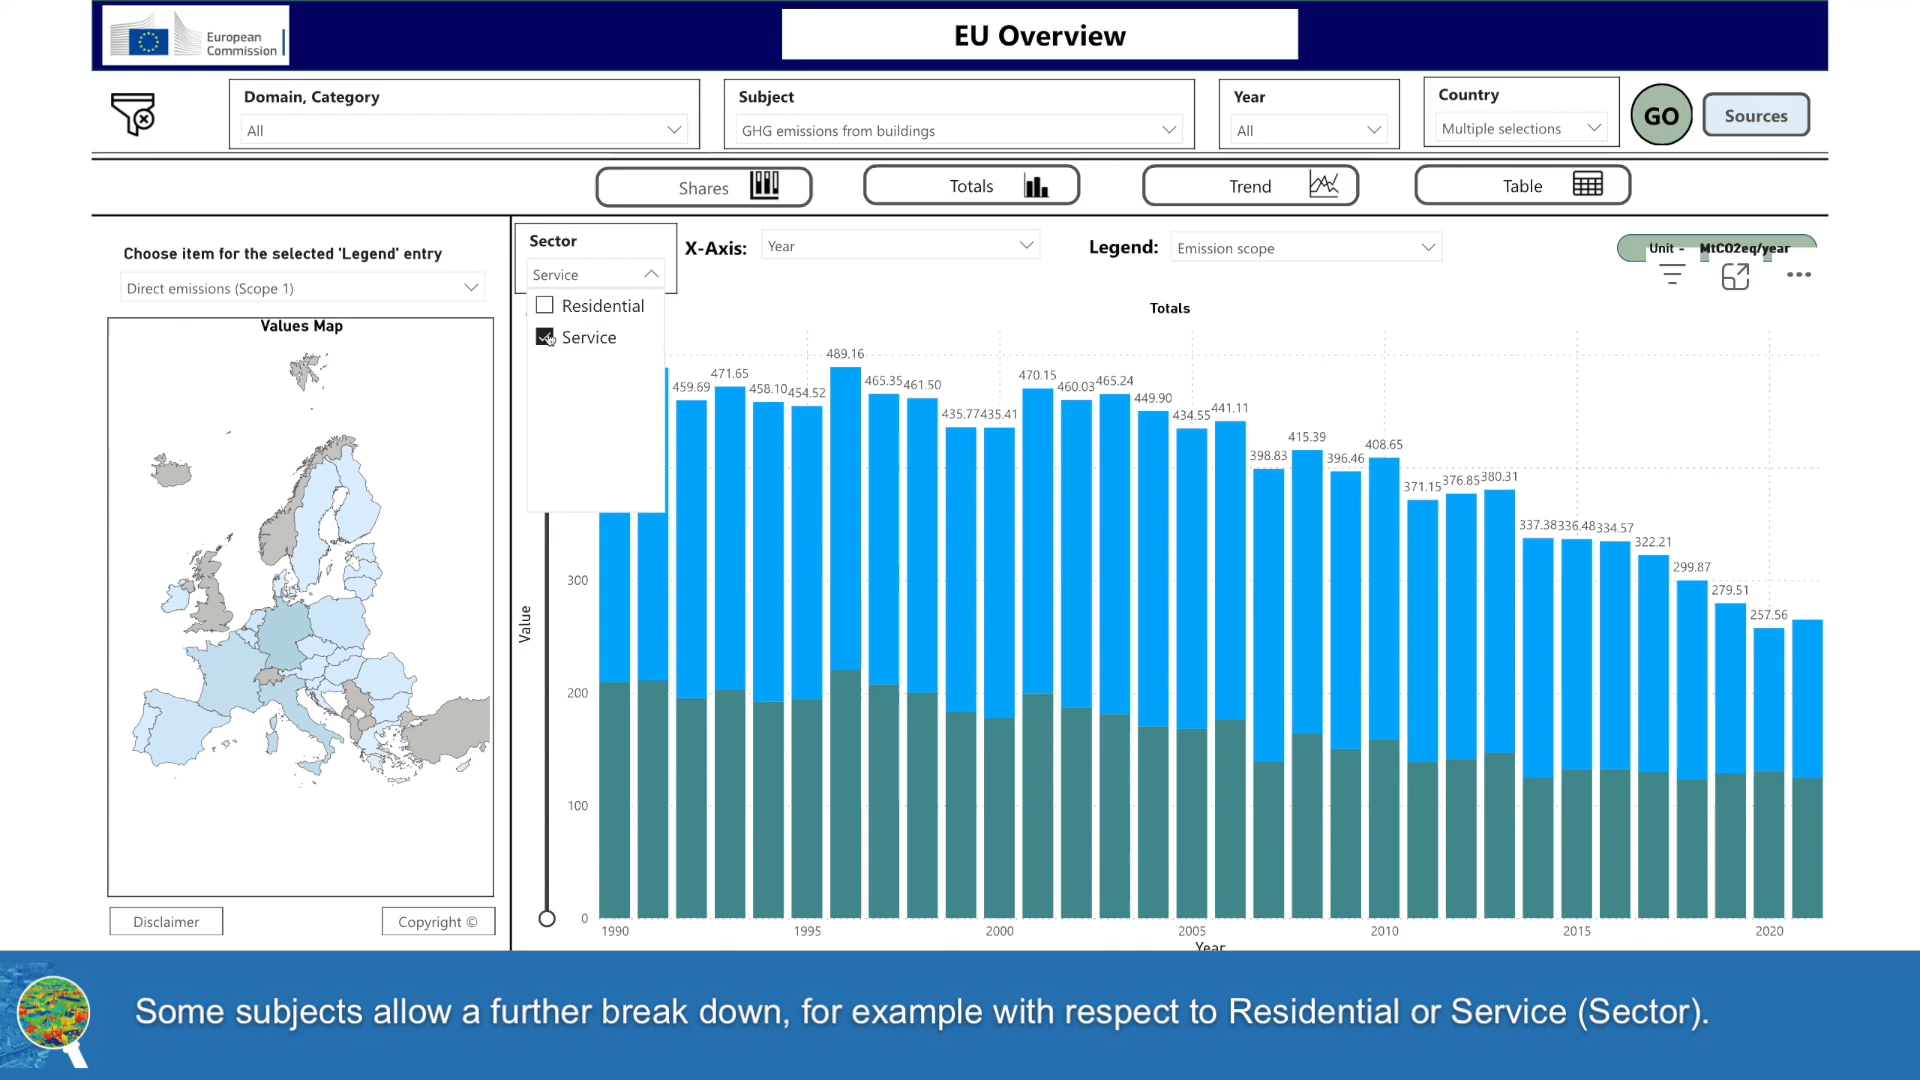 European
Commission
EU Overview
Domain, Category
All
Subject
GHG emissions from buildings
Year
All
Country
Multiple selections
GO
Sources
Shares
Totals
Trend
Table
Choose item for the selected 'Legend' entry
Direct emissions (Scope 1)
Values Map
Disclaimer
Copyright ©
Sector
Service
Residential
Service
X-Axis:
Year
Legend:
Emission scope
Unit - MtCO2eq/year
Totals
459.69
471.65
458.10
454.52
489.16
465.35
461.50
435.77
435.41
470.15
460.03
465.24
449.90
434.55
441.11
398.83
415.39
396.46
408.65
371.15
376.85
380.31
337.38
336.48
334.57
322.21
299.87
279.51
257.56
Value
300
200
100
0
1990
1995
2000
2005
2010
2015
2020
Year
Some subjects allow a further break down, for example with respect to Residential or Service (Sector).